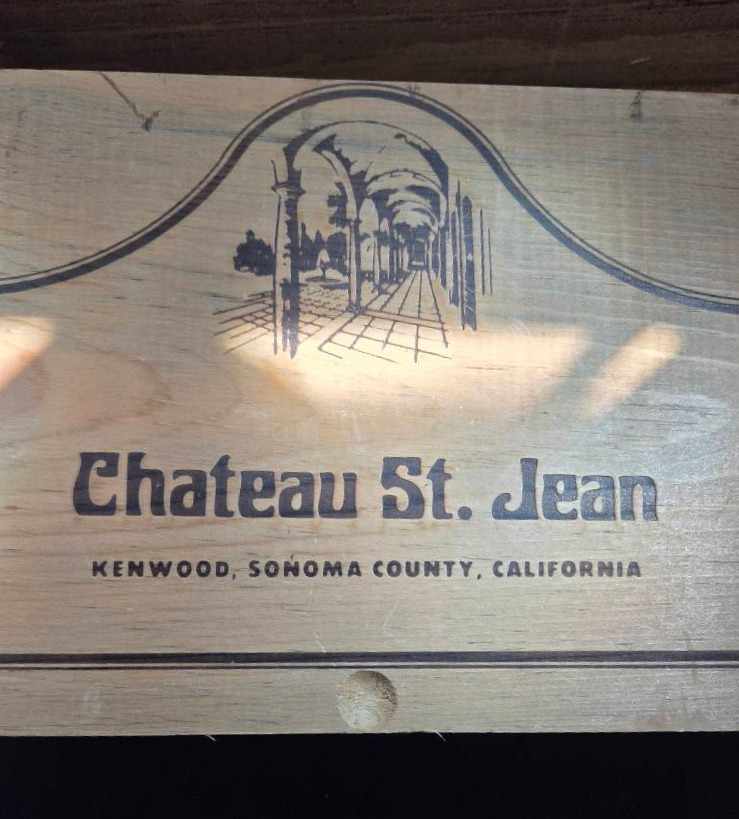 Chateau St. Jean
KENWOOD, SONOMA COUNTY, CALIFORNIA